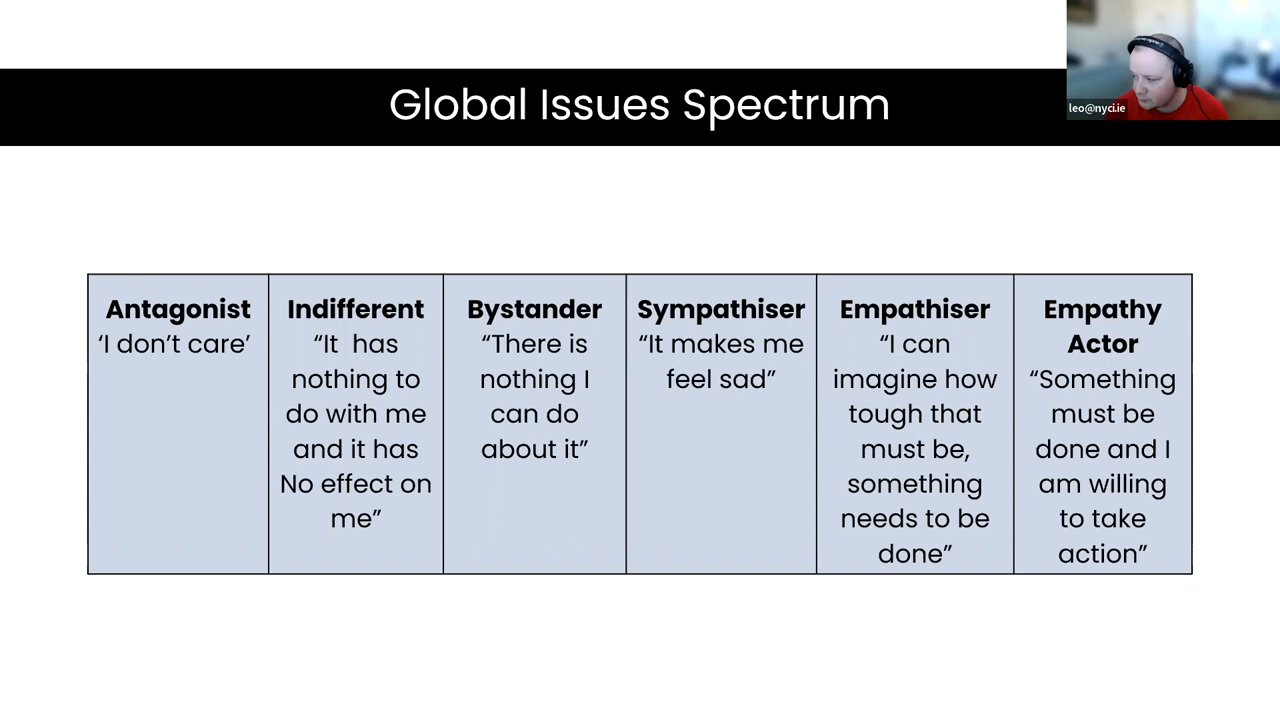 Global Issues Spectrum
leo@nyci.ie
Antagonist
‘I don’t care’
Indifferent
“It has
nothing to
do with me
and it has
No effect on
me”
Bystander
“There is
nothing I
can do
about it”
Sympathiser
“It makes me
feel sad”
Empathiser
“I can
imagine how
tough that
must be,
something
needs to be
done”
Empathy
Actor
“Something
must be
done and I
am willing
to take
action”